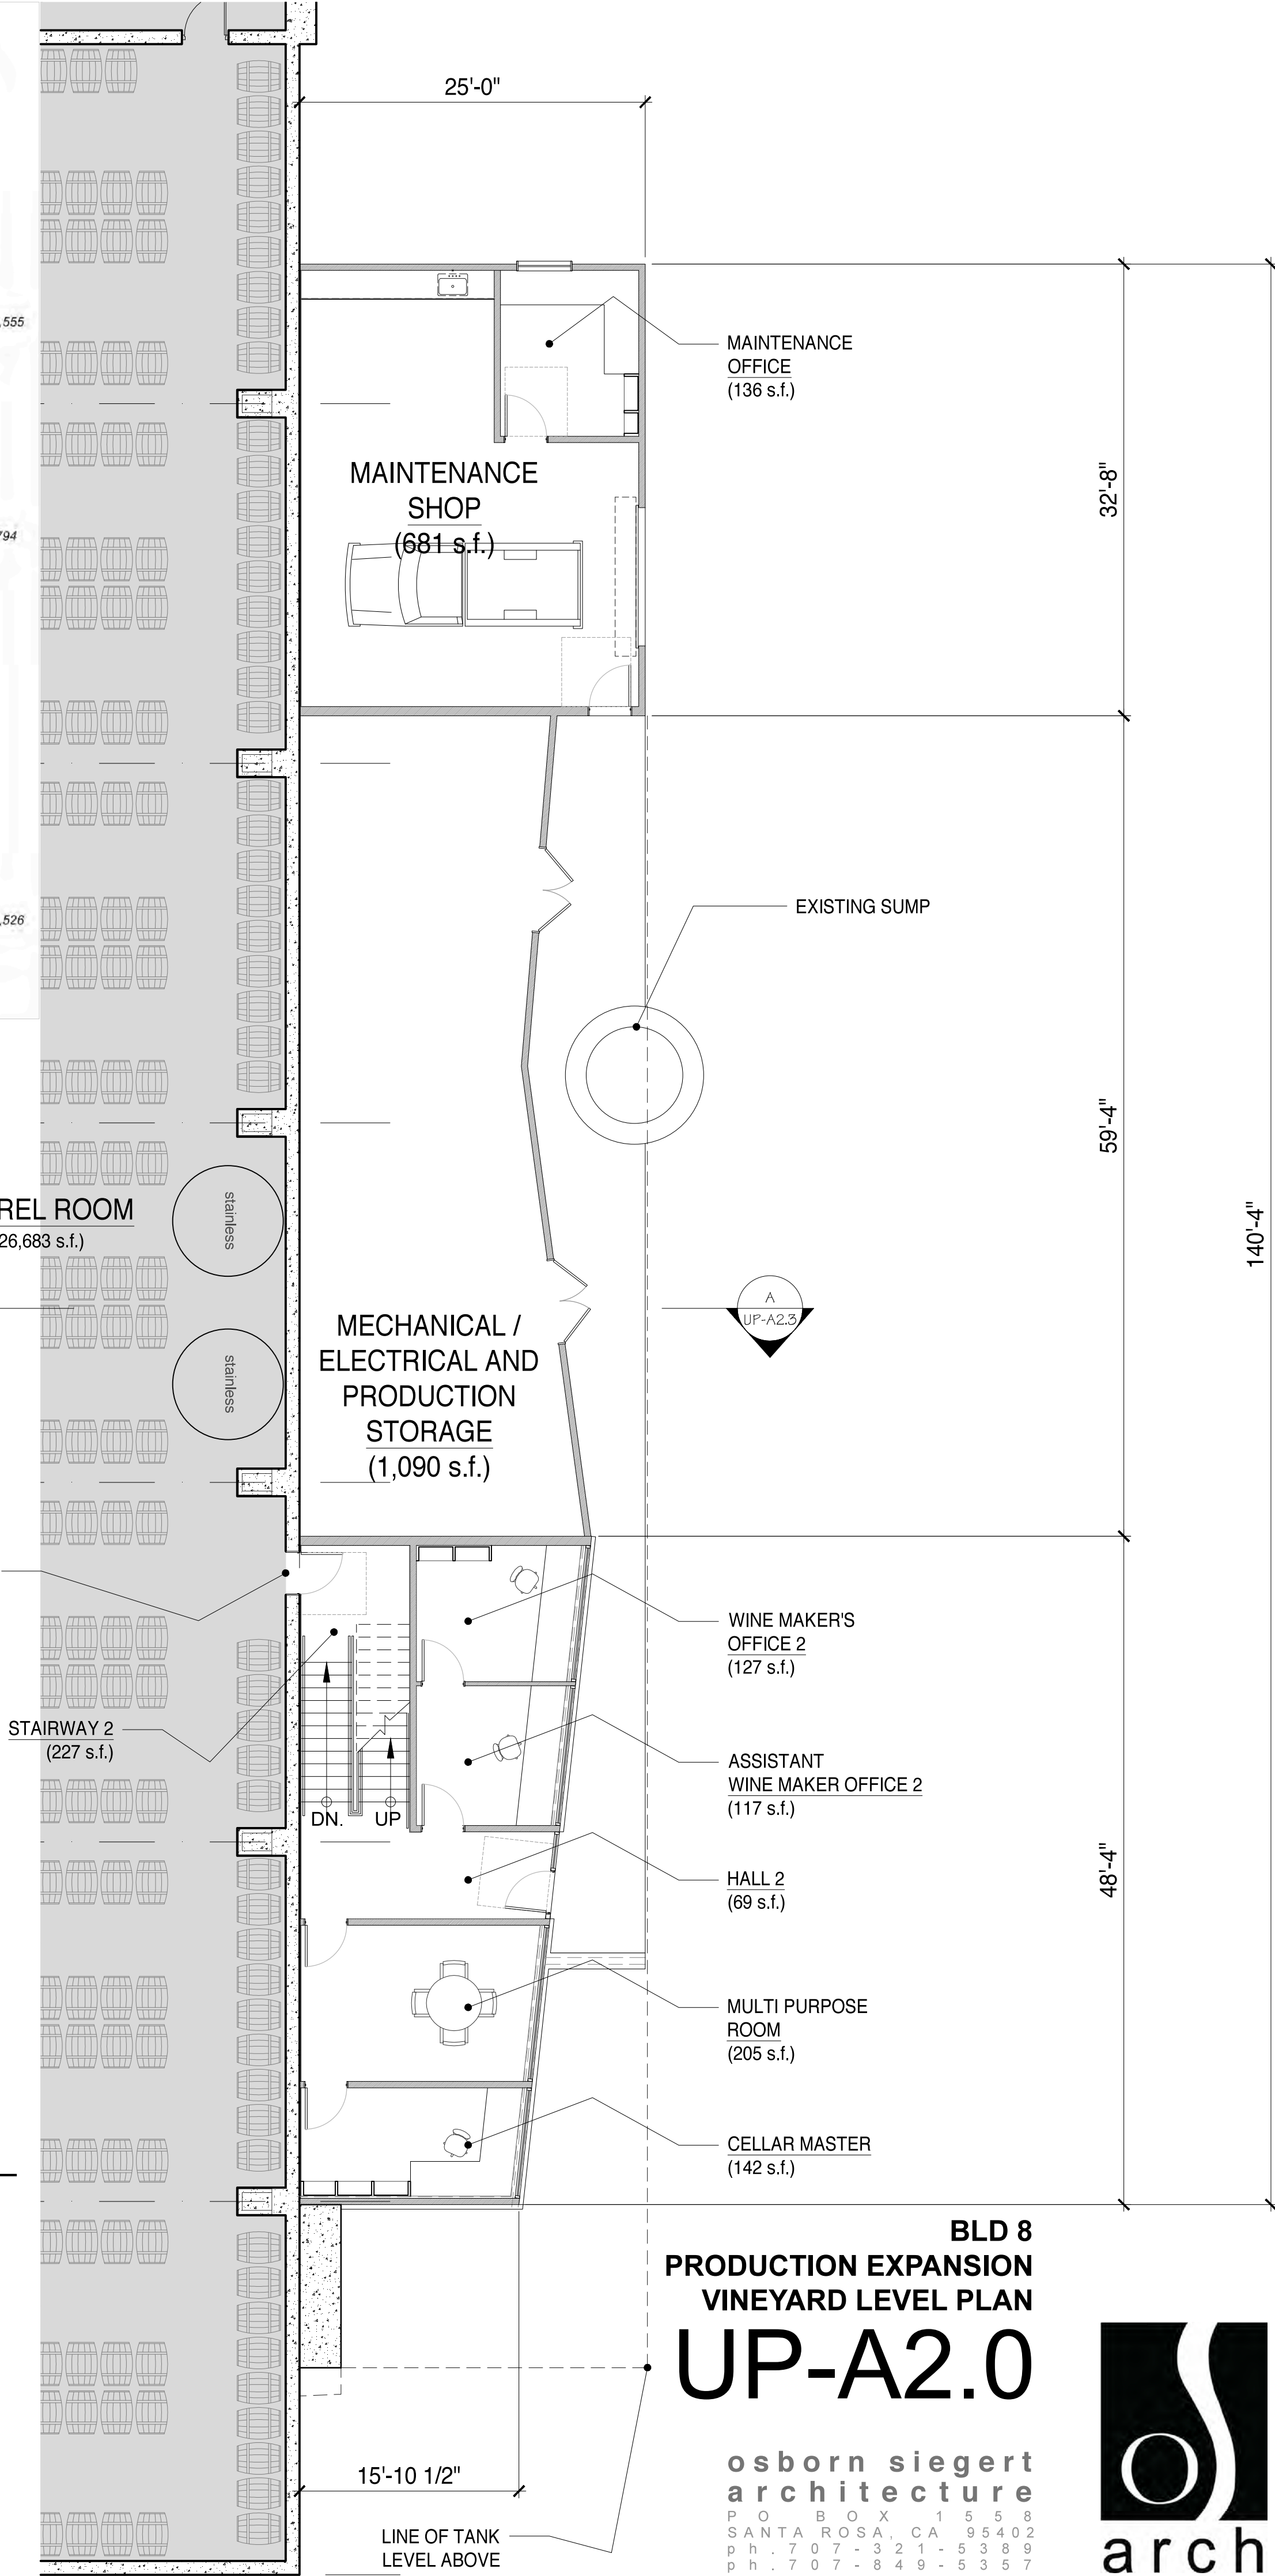 25'-0"
,555
MAINTENANCE
OFFICE
(136 s.f.)
MAINTENANCE
SHOP
(681 s.f.)
32'-8"
794
,526
EXISTING SUMP
59'-4"
stainless
REL ROOM
26,683 s.f.)
140'-4"
A
UP-A2.3
stainless
MECHANICAL /
ELECTRICAL AND
PRODUCTION
STORAGE
(1,090 s.f.)
WINE MAKER'S
OFFICE 2
(127 s.f.)
STAIRWAY 2
(227 s.f.)
ASSISTANT
WINE MAKER OFFICE 2
(117 s.f.)
DN.
UP
HALL 2
(69 s.f.)
48'-4"
MULTI PURPOSE
ROOM
(205 s.f.)
CELLAR MASTER
(142 s.f.)
BLD 8
PRODUCTION EXPANSION
VINEYARD LEVEL PLAN
UP-A2.0
15'-10 1/2"
LINE OF TANK
LEVEL ABOVE
osborn siegert
architecture
PO BOX 1558
SANTA ROSA, CA 95402
ph. 707-321-5389
ph. 707-849-5357
OS
arch